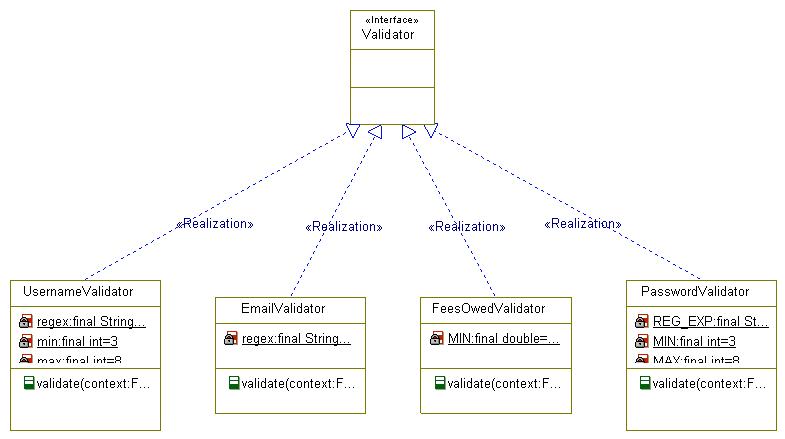 «Interface»
Validator
«Realization»
«Realization»
«Realization»
«Realization»
UsernameValidator
regex:final String...
min:final int=3
max:final int=8
validate(context:F...
EmailValidator
regex:final String...
validate(context:F...
FeesOwedValidator
MIN:final double=...
validate(context:F...
PasswordValidator
REG_EXP:final St...
MIN:final int=3
MAX:final int=8
validate(context:F...